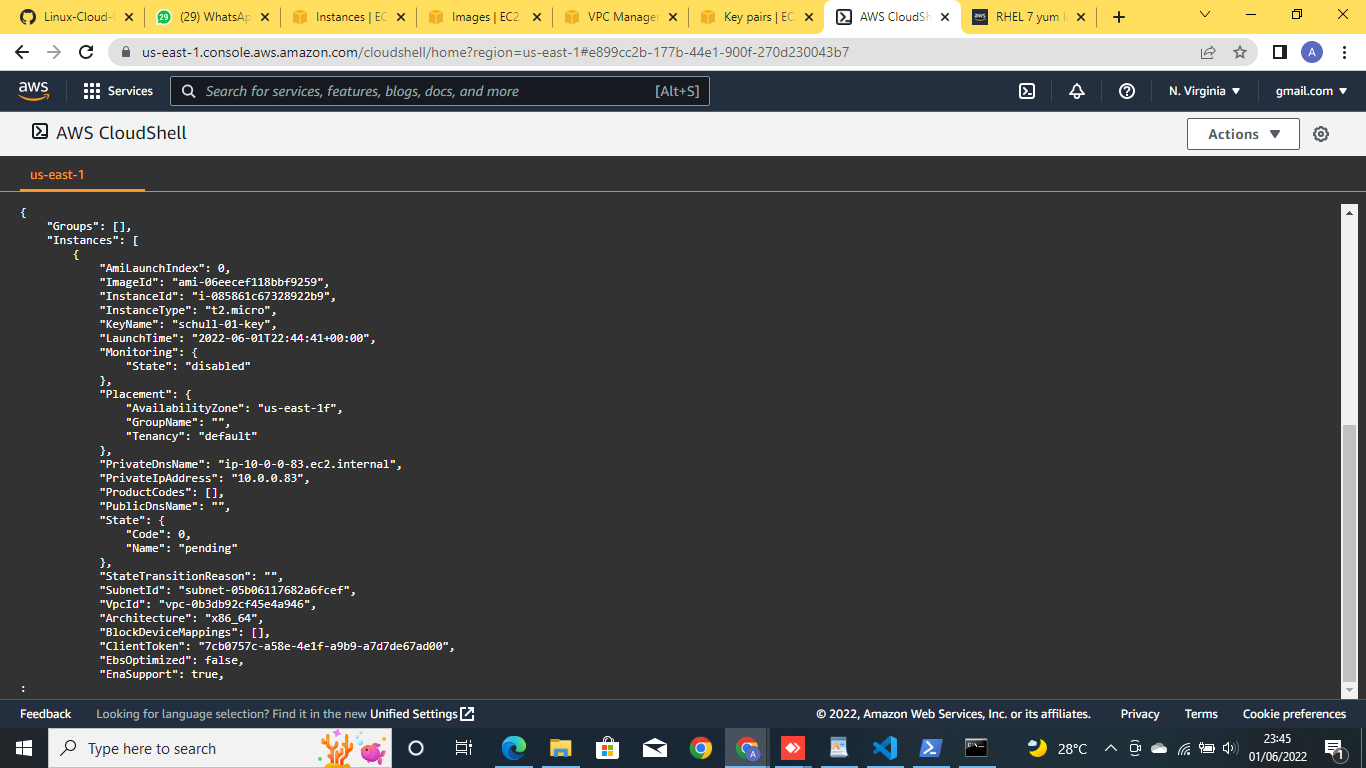 Linux-Cloud-
(29) WhatsAp
Instances | EC
Images | EC2
VPC Manager
Key pairs | EC
AWS CloudSh
aws
RHEL 7 yum
us-east-1.console.aws.amazon.com/cloudshell/home?region=us-east-1#e899cc2b-177b-44e1-900f-270d230043b7
A
aws
Services
Search for services, features, blogs, docs, and more
[Alt+S]
N. Virginia
gmail.com
AWS CloudShell
Actions
us-east-1
{
"Groups": [],
"Instances": [
{
"AmiLaunchIndex": 0,
"ImageId": "ami-06eecef118bbf9259",
"InstanceId": "i-085861c67328922b9",
"InstanceType": "t2.micro",
"KeyName": "schull-01-key",
"LaunchTime": "2022-06-01T22:44:41+00:00",
"Monitoring": {
"State": "disabled"
},
"Placement": {
"AvailabilityZone": "us-east-1f",
"GroupName": "",
"Tenancy": "default"
},
"PrivateDnsName": "ip-10-0-0-83.ec2.internal",
"PrivateIpAddress": "10.0.0.83",
"ProductCodes": [],
"PublicDnsName": "",
"State": {
"Code": 0,
"Name": "pending"
},
"StateTransitionReason": "",
"SubnetId": "subnet-05b06117682a6fcef",
"VpcId": "vpc-0b3db92cf45e4a946",
"Architecture": "x86_64",
"BlockDeviceMappings": [],
"ClientToken": "7cb0757c-a58e-4e1f-a9b9-a7d7de67ad00",
"EbsOptimized": false,
"EnaSupport": true,
:
Feedback
Looking for language selection? Find it in the new Unified Settings
© 2022, Amazon Web Services, Inc. or its affiliates.
Privacy
Terms
Cookie preferences
Type here to search
28°C
23:45
01/06/2022
1